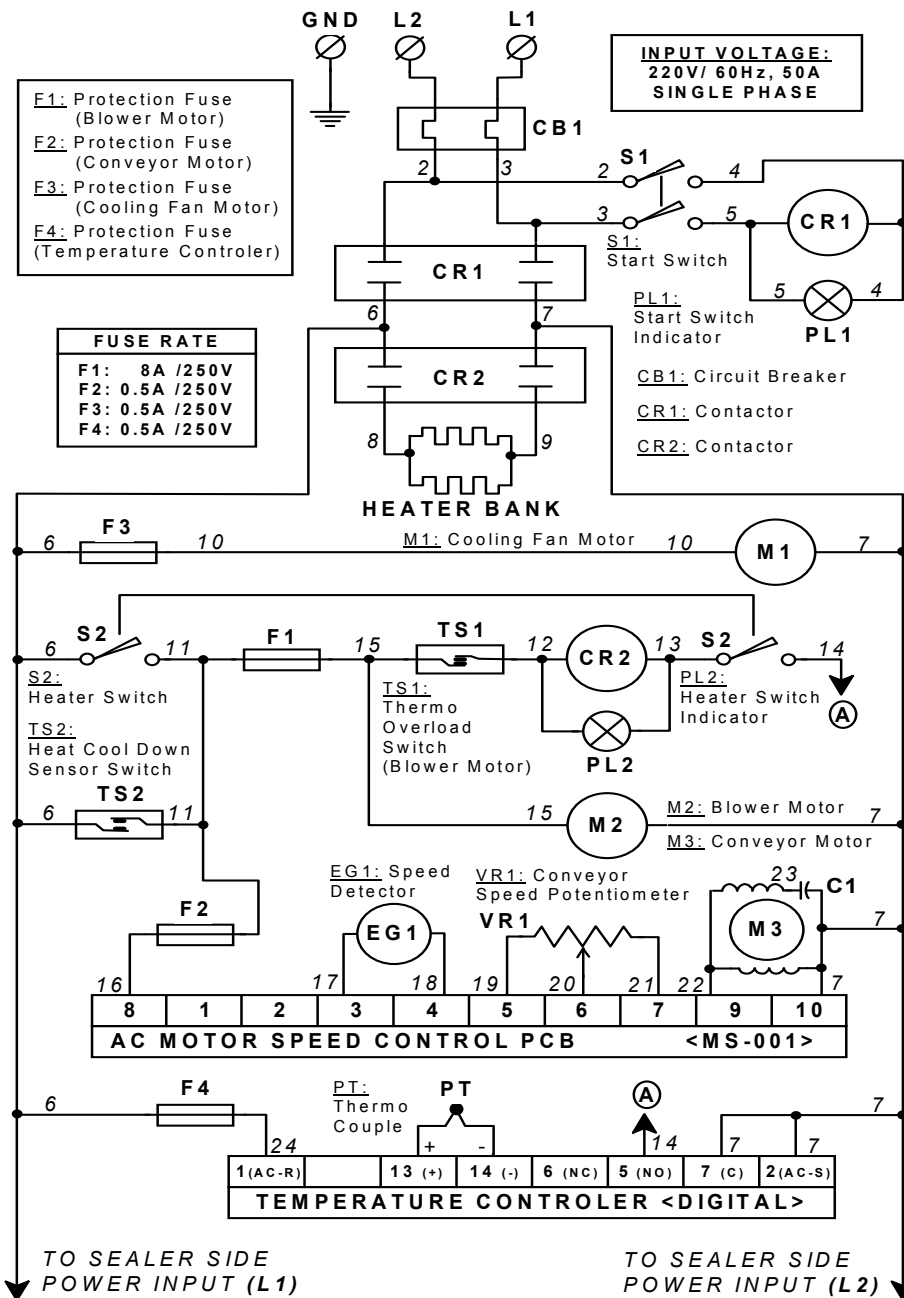 GND L2 L1
INPUT VOLTAGE:
220V/ 60Hz, 50A
SINGLE PHASE
F1: Protection Fuse
(Blower Motor)
F2: Protection Fuse
(Conveyor Motor)
F3: Protection Fuse
(Cooling Fan Motor)
F4: Protection Fuse
(Temperature Controler)
CB1
2 3
S1
2 4
3 5
CR1
S1:
Start Switch
5 4
PL1
PL1:
Start Switch
Indicator
CR1
6 7
FUSE RATE
F1: 8A /250V
F2: 0.5A /250V
F3: 0.5A /250V
F4: 0.5A /250V
CR2
CB1: Circuit Breaker
CR1: Contactor
CR2: Contactor
8 9
HEATER BANK
F3
6 10 M1: Cooling Fan Motor 10 M1 7
S2 F1 TS1 S2
6 11 15 12 CR2 13 14
S2:
Heater Switch
TS1:
Thermo
Overload
Switch
(Blower Motor)
PL2:
Heater Switch
Indicator
A
PL2
TS2:
Heat Cool Down
Sensor Switch
TS2
6 11
15 M2 7
M2: Blower Motor
M3: Conveyor Motor
EG1: Speed
Detector
VR1: Conveyor
Speed Potentiometer
23 C1
F2 EG1 VR1 M3 7
16 17 18 19 20 21 22 7
8 1 2 3 4 5 6 7 9 10
AC MOTOR SPEED CONTROL PCB <MS-001>
F4
6
PT:
Thermo
Couple
PT
A
7
24 + - 14 7 7
1 (AC-R) 13 (+) 14 (-) 6 (NC) 5 (NO) 7 (C) 2 (AC-S)
TEMPERATURE CONTROLER <DIGITAL>
TO SEALER SIDE
POWER INPUT (L1)
TO SEALER SIDE
POWER INPUT (L2)